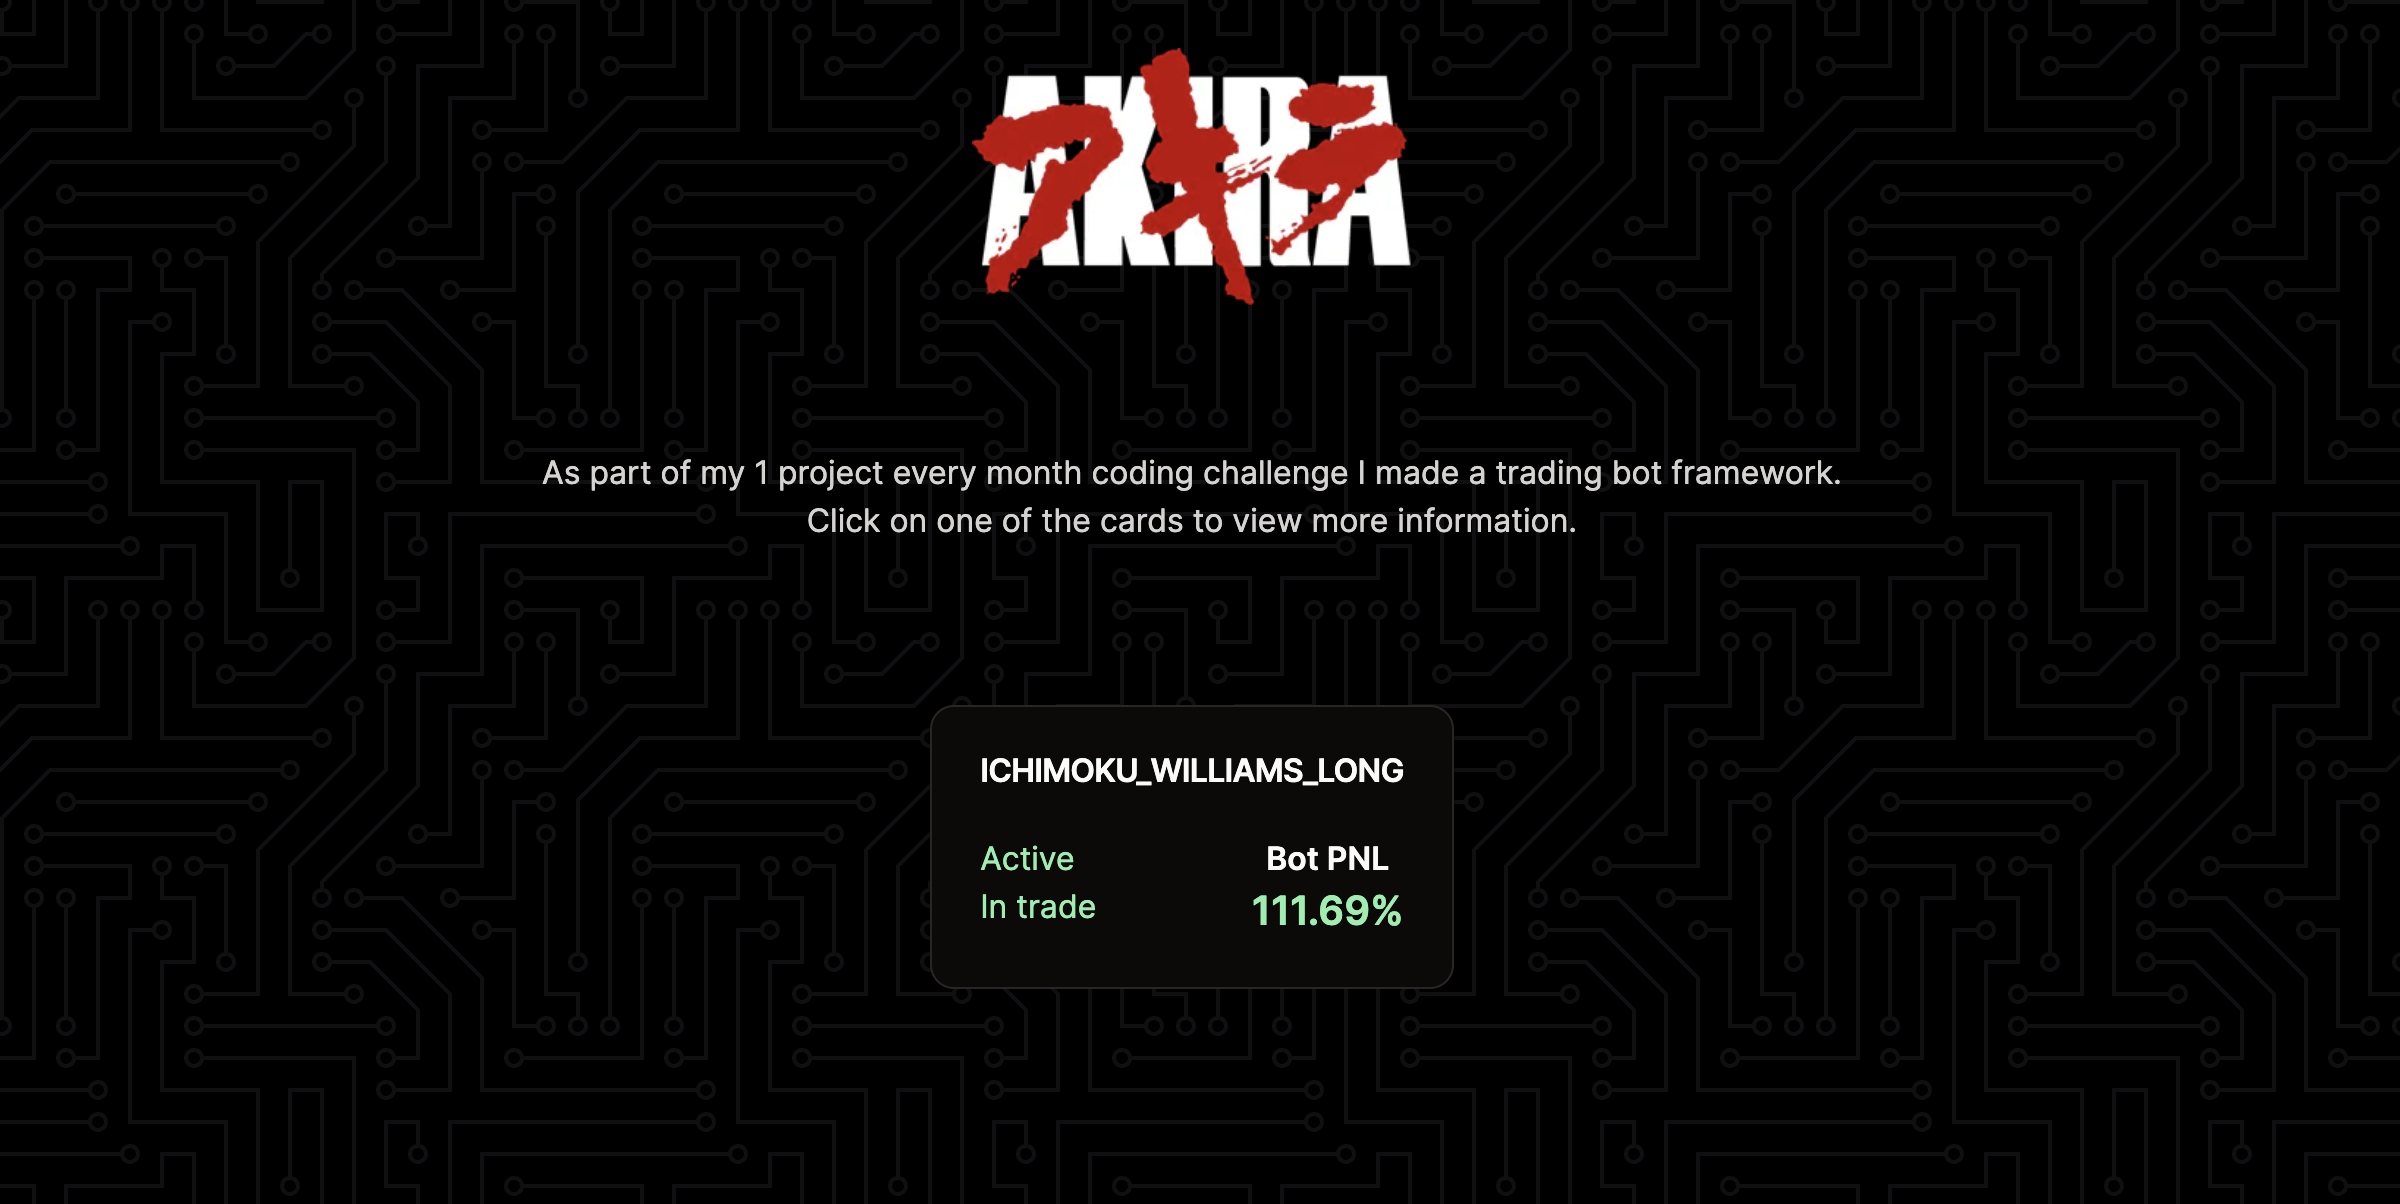 AKIRA
アキラ
As part of my 1 project every month coding challenge I made a trading bot framework.
Click on one of the cards to view more information.
ICHIMOKU_WILLIAMS_LONG
Active
Bot PNL
In trade
111.69%